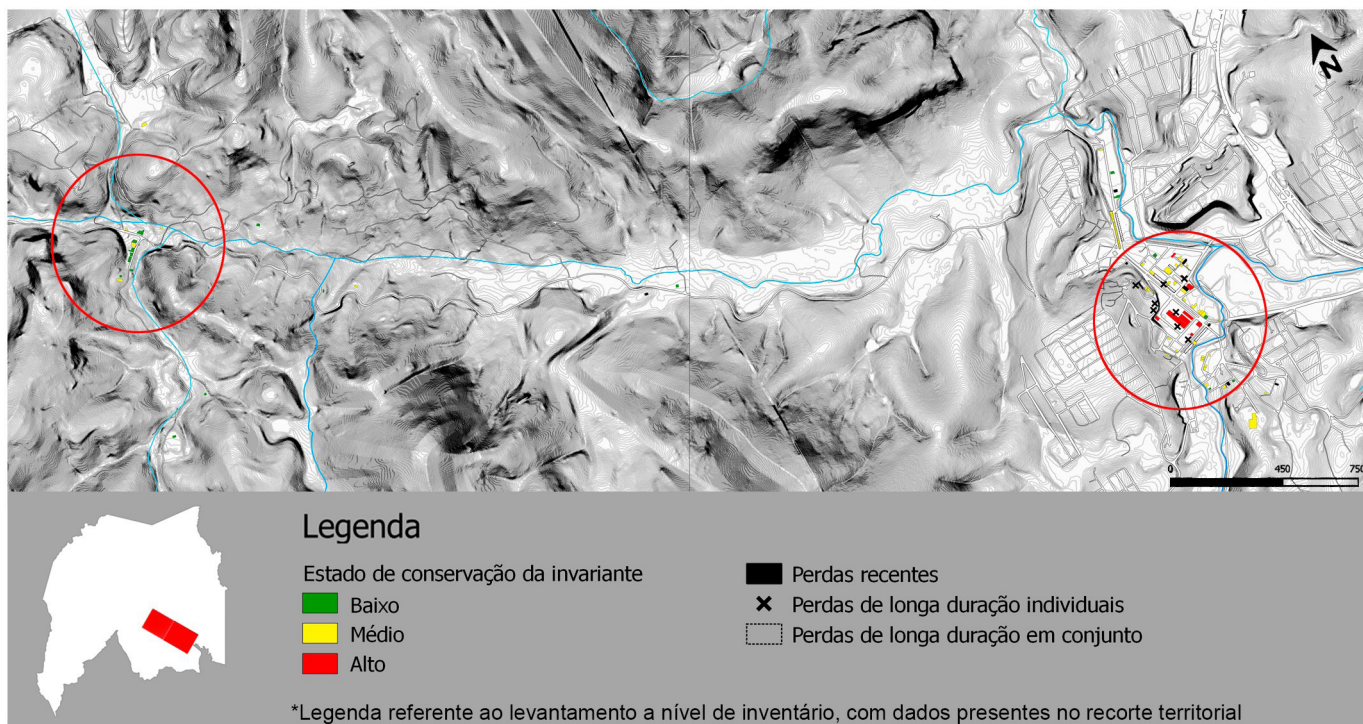 N
0 450 750
Legenda
Estado de conservação da invariante
Baixo
Médio
Alto
Perdas recentes
Perdas de longa duração individuais
Perdas de longa duração em conjunto
*Legenda referente ao levantamento a nível de inventário, com dados presentes no recorte territorial